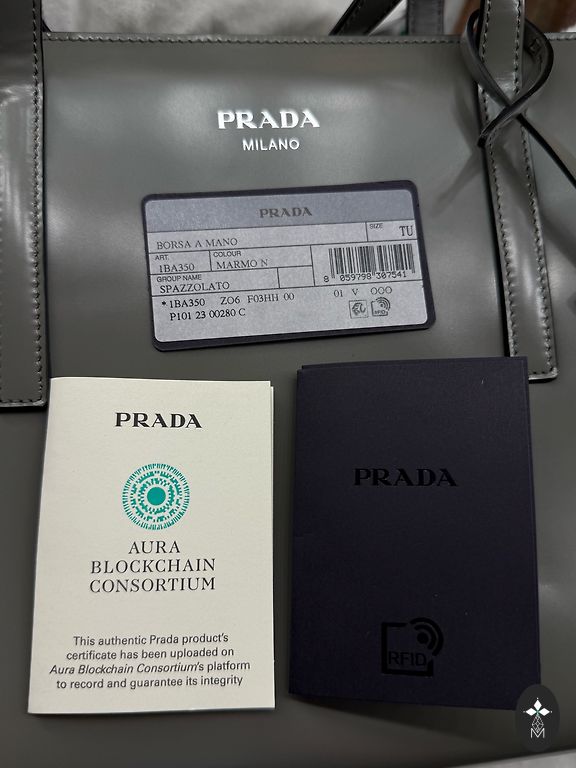 PRADA
MILANO
PRADA
SIZE
TU
BORSA A MANO
ART.
COLOUR
1BA350
MARMO N
GROUP NAME
SPAZZOLATO
8 059798 387541
*1BA350 ZO6 F03HH 00 01 V OOO
P101 23 00280 C
RFID
PRADA
AURA
BLOCKCHAIN
CONSORTIUM
This authentic Prada product's
certificate has been uploaded on
Aura Blockchain Consortium's platform
to record and guarantee its integrity
PRADA
RFID
M